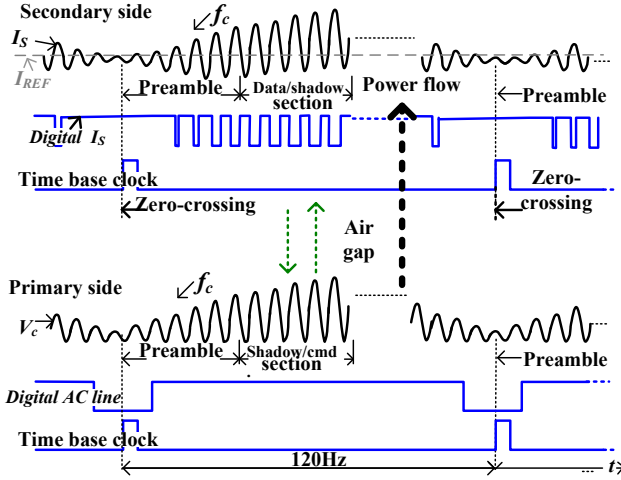 Secondary side
f_c
I_S
I_REF
Preamble
Data/shadow
section
Power flow
Preamble
Digital I_S
Time base clock
Zero-crossing
Zero-
crossing
Air
gap
Primary side
f_c
V_c
Preamble
Shadow/cmd
section
Preamble
Digital AC line
Time base clock
120Hz
t